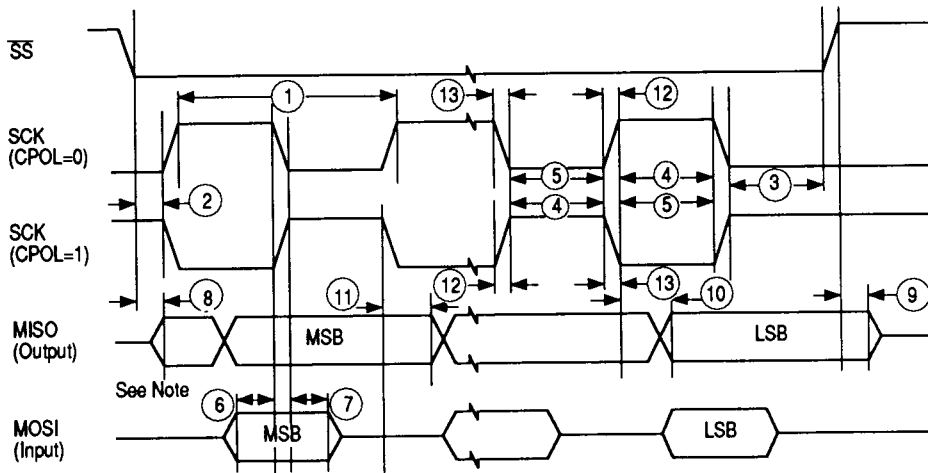 SS
1
13
12
SCK
(CPOL=0)
5
4
3
2
4
5
SCK
(CPOL=1)
12
13
8
11
10
9
MISO
(Output)
MSB
LSB
See Note
6
7
MOSI
(Input)
MSB
LSB